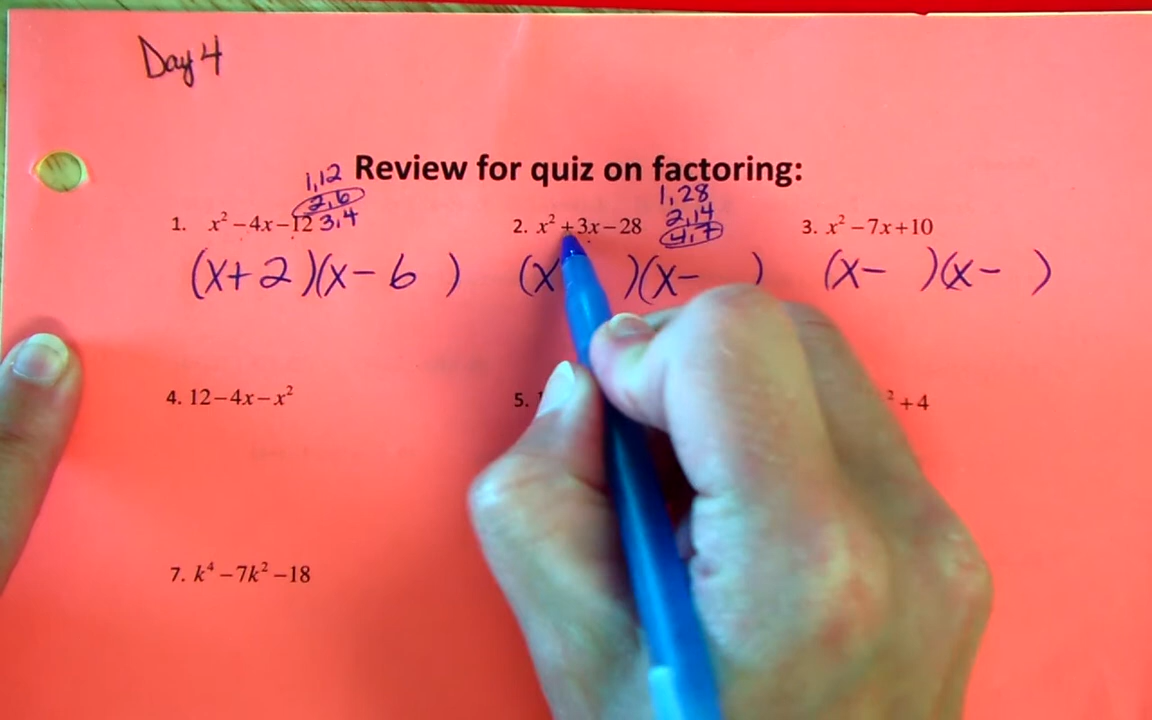 Day 4
Review for quiz on factoring:
1,12
2,6
3,4
1. x² − 4x − 12
(x+2)(x−6)
1,28
2,14
4,7
2. x² + 3x − 28
(x )(x− )
3. x² − 7x + 10
(x− )(x− )
4. 12 − 4x − x²
5.
² + 4
7. k⁴ − 7k² − 18